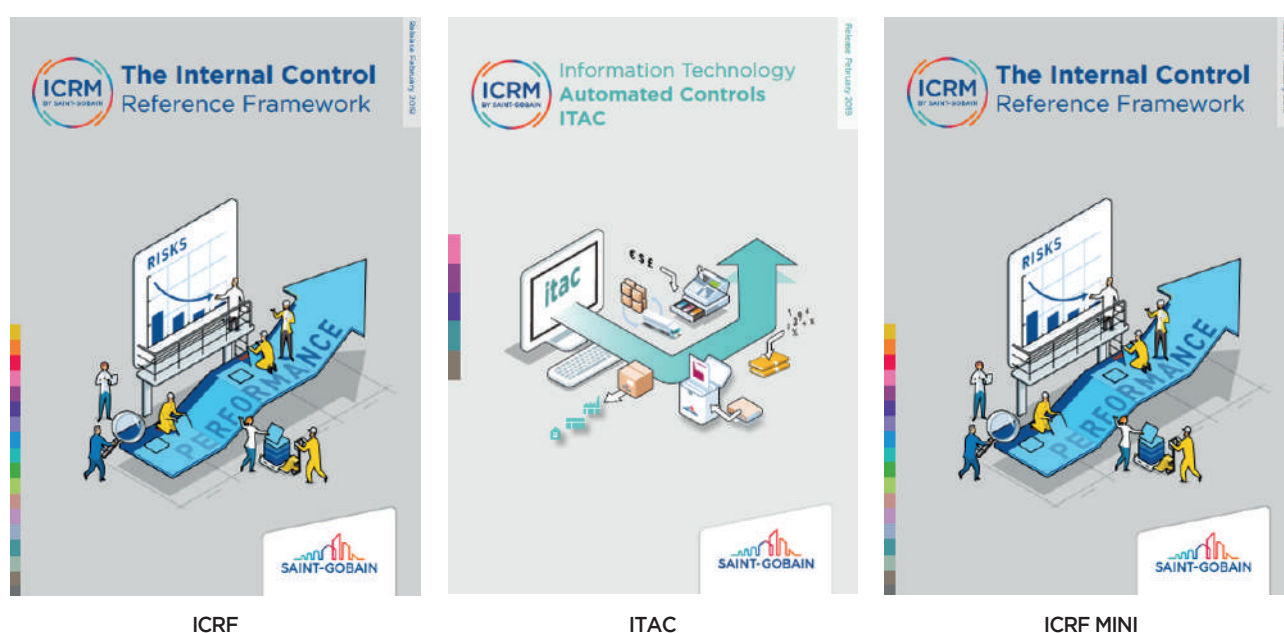 ICRM
BY SAINT-GOBAIN
The Internal Control
Reference Framework
Release February 2019
RISKS
PERFORMANCE
SAINT-GOBAIN
ICRF
ICRM
BY SAINT-GOBAIN
Information Technology
Automated Controls
ITAC
Release February 2019
itac
€ $ £
SAINT-GOBAIN
ITAC
ICRM
BY SAINT-GOBAIN
The Internal Control
Reference Framework
RISKS
PERFORMANCE
SAINT-GOBAIN
ICRF MINI